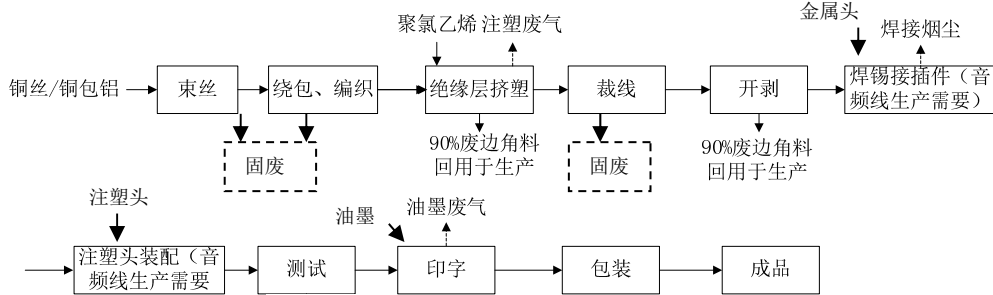 金属头
聚氯乙烯 注塑废气
焊接烟尘
铜丝/铜包铝
束丝
绕包、编织
绝缘层挤塑
裁线
开剥
焊锡接插件（音
频线生产需要）
固废
90%废边角料
回用于生产
固废
90%废边角料
回用于生产
注塑头
油墨
油墨废气
注塑头装配（音
频线生产需要
测试
印字
包装
成品